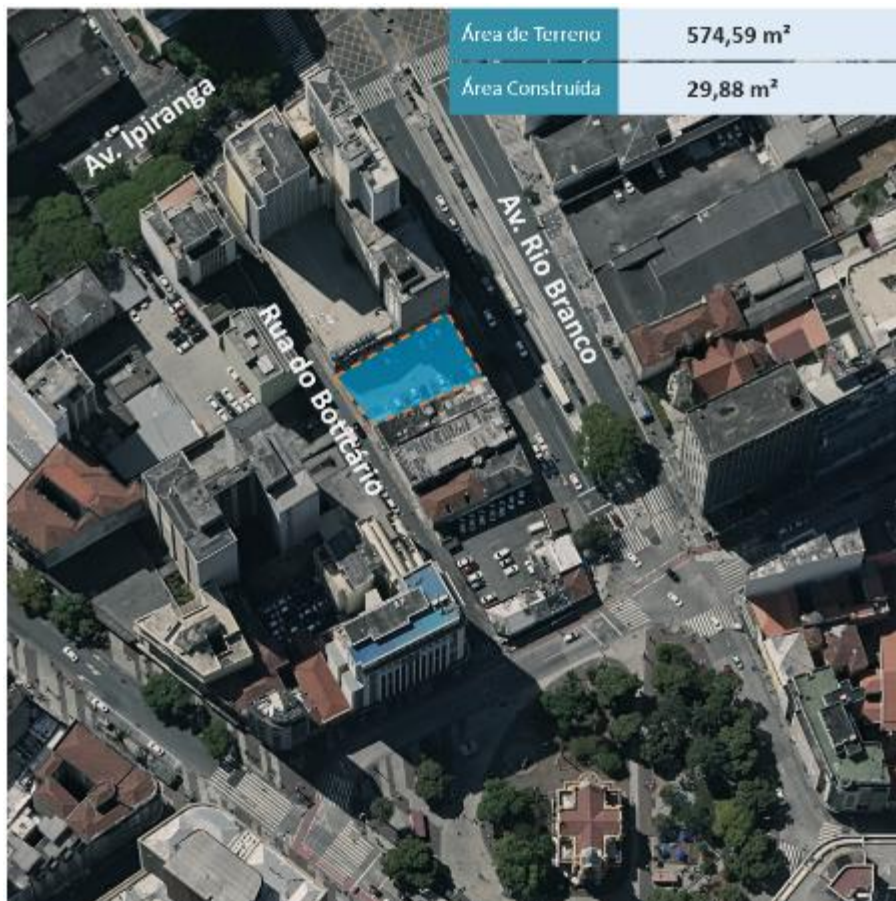 Área de Terreno 574,59 m²
Área Construída 29,88 m²
Av. Ipiranga
Av. Rio Branco
Rua do Boticário